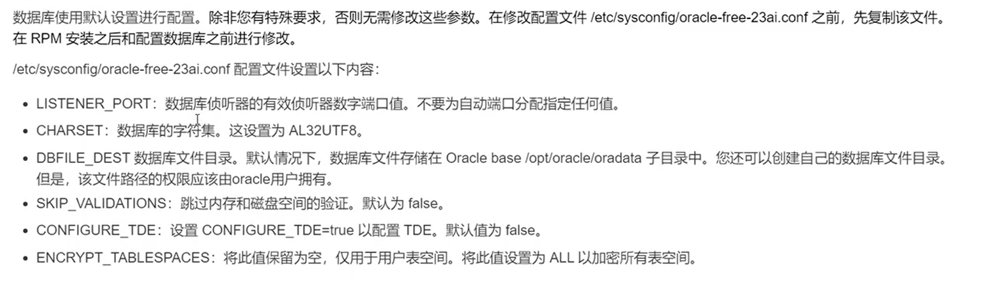 数据库使用默认设置进行配置。除非您有特殊要求，否则无需修改这些参数。在修改配置文件 /etc/sysconfig/oracle-free-23ai.conf 之前，先复制该文件。
在 RPM 安装之后和配置数据库之前进行修改。
/etc/sysconfig/oracle-free-23ai.conf 配置文件设置以下内容：
• LISTENER_PORT：数据库侦听器的有效侦听器数字端口值。不要为自动端口分配指定任何值。
• CHARSET：数据库的字符集。这设置为 AL32UTF8。
• DBFILE_DEST 数据库文件目录。默认情况下，数据库文件存储在 Oracle base /opt/oracle/oradata 子目录中。您还可以创建自己的数据库文件目录。
但是，该文件路径的权限应该由oracle用户拥有。
• SKIP_VALIDATIONS：跳过内存和磁盘空间的验证。默认为 false。
• CONFIGURE_TDE：设置 CONFIGURE_TDE=true 以配置 TDE。默认值为 false。
• ENCRYPT_TABLESPACES：将此值保留为空，仅用于用户表空间。将此值设置为 ALL 以加密所有表空间。